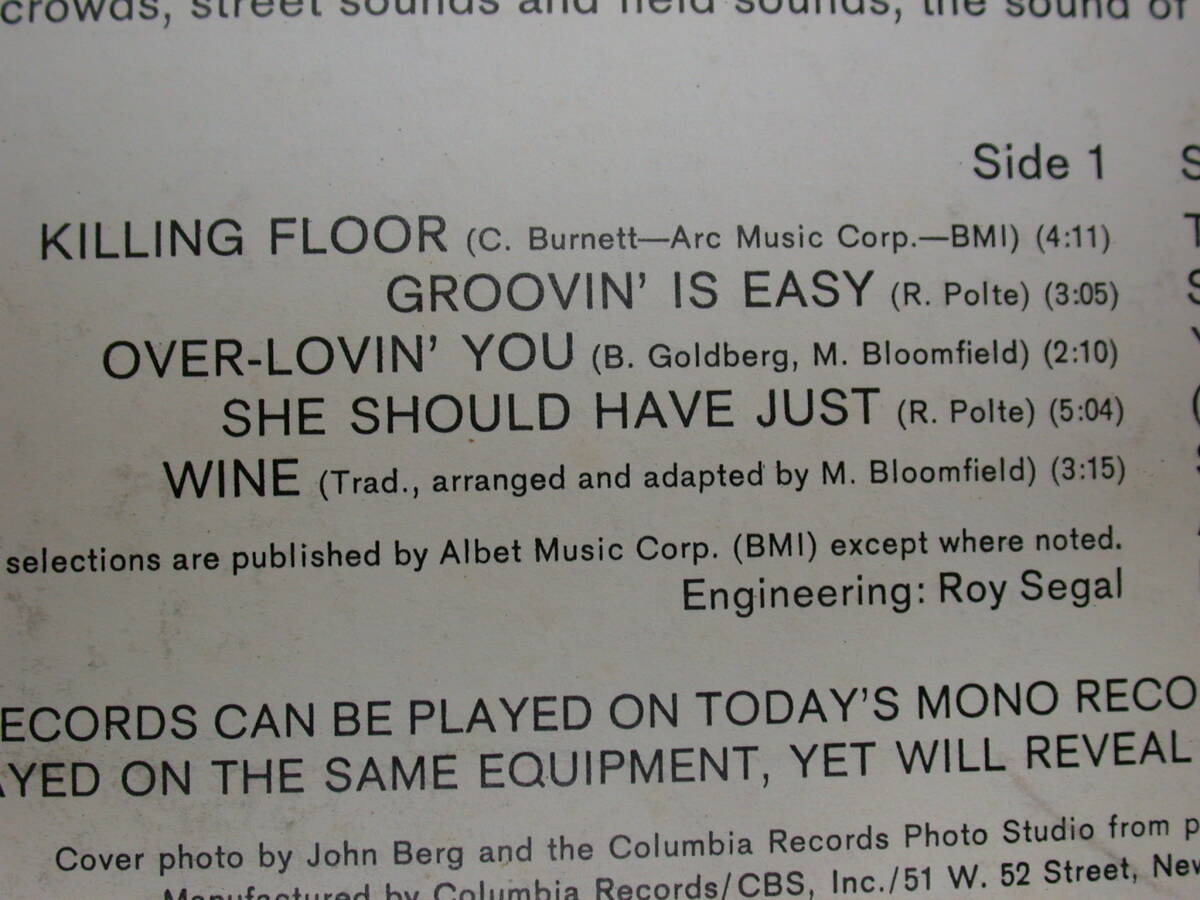 crowds, street sounds and field sounds, the sound of
Side 1
KILLING FLOOR (C. Burnett—Arc Music Corp.—BMI) (4:11)
GROOVIN' IS EASY (R. Polte) (3:05)
OVER-LOVIN' YOU (B. Goldberg, M. Bloomfield) (2:10)
SHE SHOULD HAVE JUST (R. Polte) (5:04)
WINE (Trad., arranged and adapted by M. Bloomfield) (3:15)
selections are published by Albet Music Corp. (BMI) except where noted.
Engineering: Roy Segal
ECORDS CAN BE PLAYED ON TODAY'S MONO RECO
AYED ON THE SAME EQUIPMENT, YET WILL REVEAL
Cover photo by John Berg and the Columbia Records Photo Studio from p
Manufactured by Columbia Records/CBS, Inc./51 W. 52 Street, New